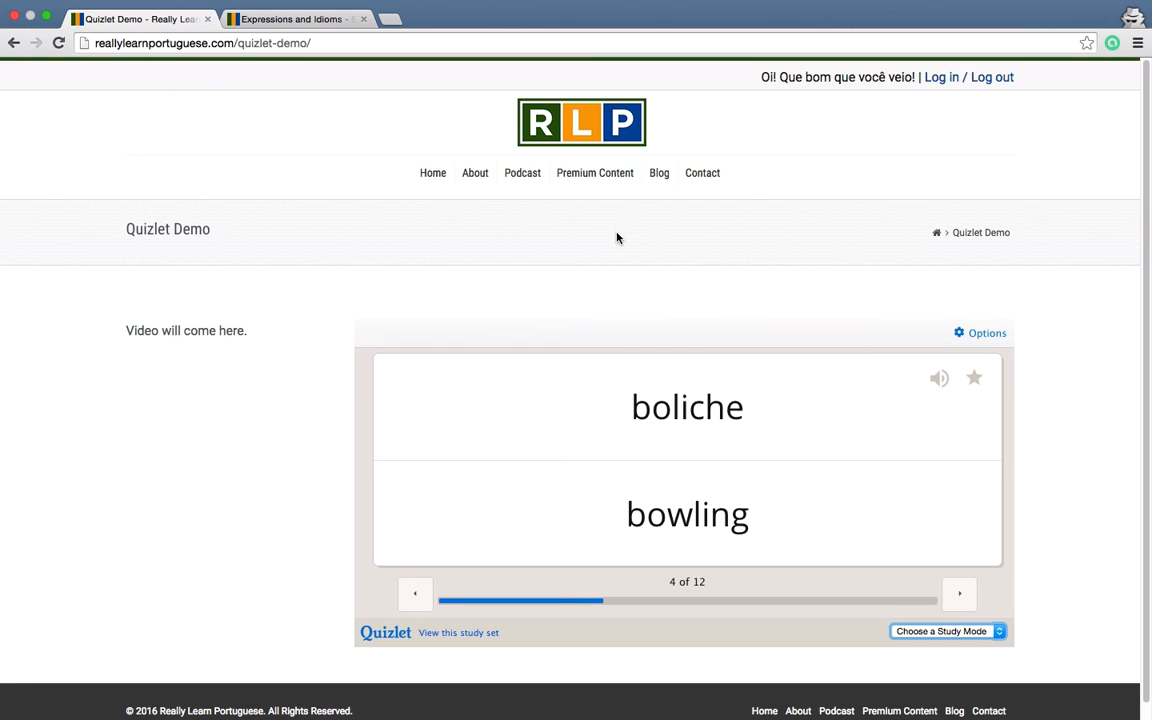 Quizlet Demo - Really Lear
Expressions and Idioms -
reallylearnportuguese.com/quizlet-demo/
Oi! Que bom que você veio! | Log in / Log out
RLP
Home About Podcast Premium Content Blog Contact
Quizlet Demo
› Quizlet Demo
Video will come here.
Options
boliche
bowling
4 of 12
Quizlet View this study set
Choose a Study Mode
© 2016 Really Learn Portuguese. All Rights Reserved.
Home About Podcast Premium Content Blog Contact